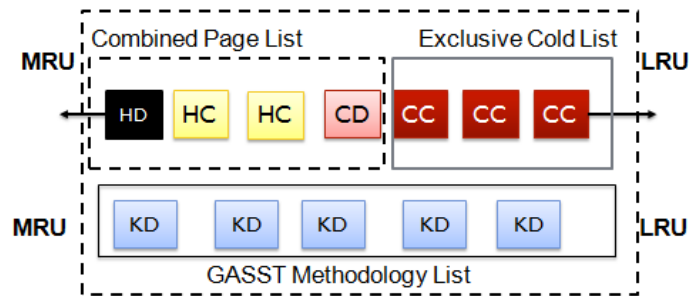 Combined Page List Exclusive Cold List
MRU LRU
HD HC HC CD CC CC CC
MRU KD KD KD KD KD LRU
GASST Methodology List